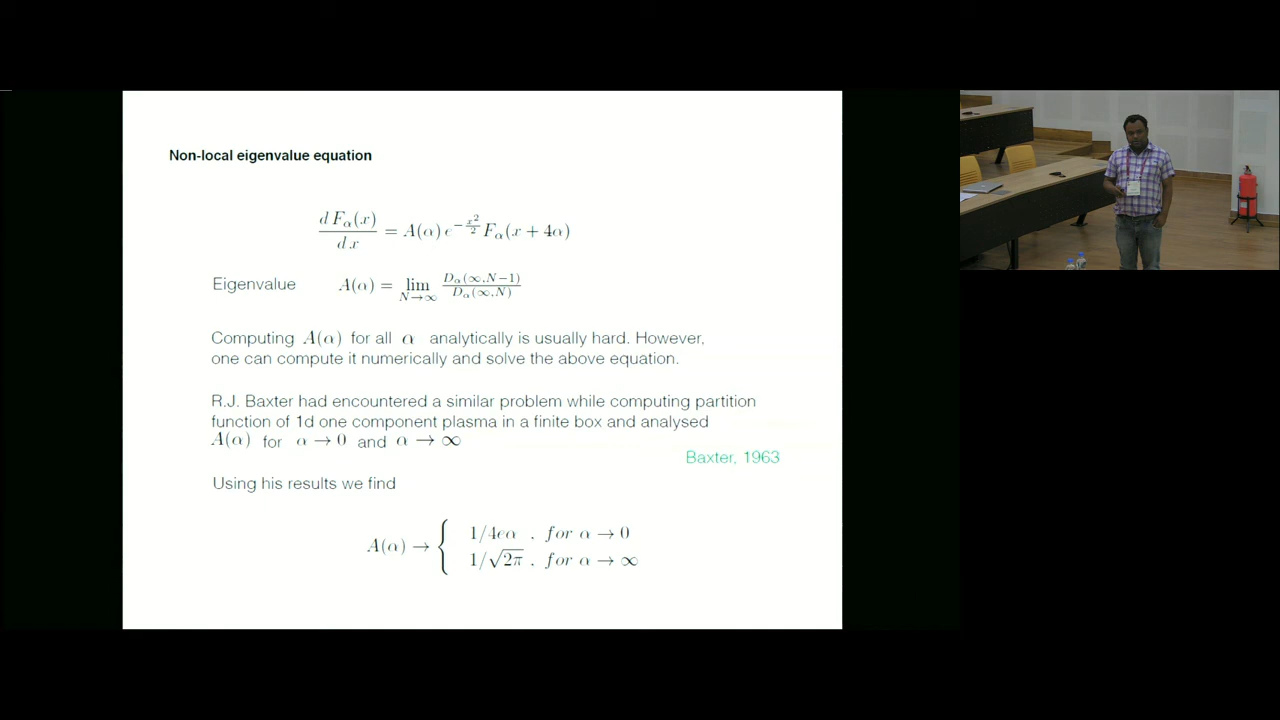 Non-local eigenvalue equation
d F_α(x) / d x = A(α) e^{-x²/2} F_α(x + 4α)
Eigenvalue A(α) = lim_{N→∞} D_α(∞,N−1) / D_α(∞,N)
Computing A(α) for all α analytically is usually hard. However,
one can compute it numerically and solve the above equation.
R.J. Baxter had encountered a similar problem while computing partition
function of 1d one component plasma in a finite box and analysed
A(α) for α → 0 and α → ∞
Baxter, 1963
Using his results we find
A(α) → { 1/4eα , for α → 0
1/√2π , for α → ∞